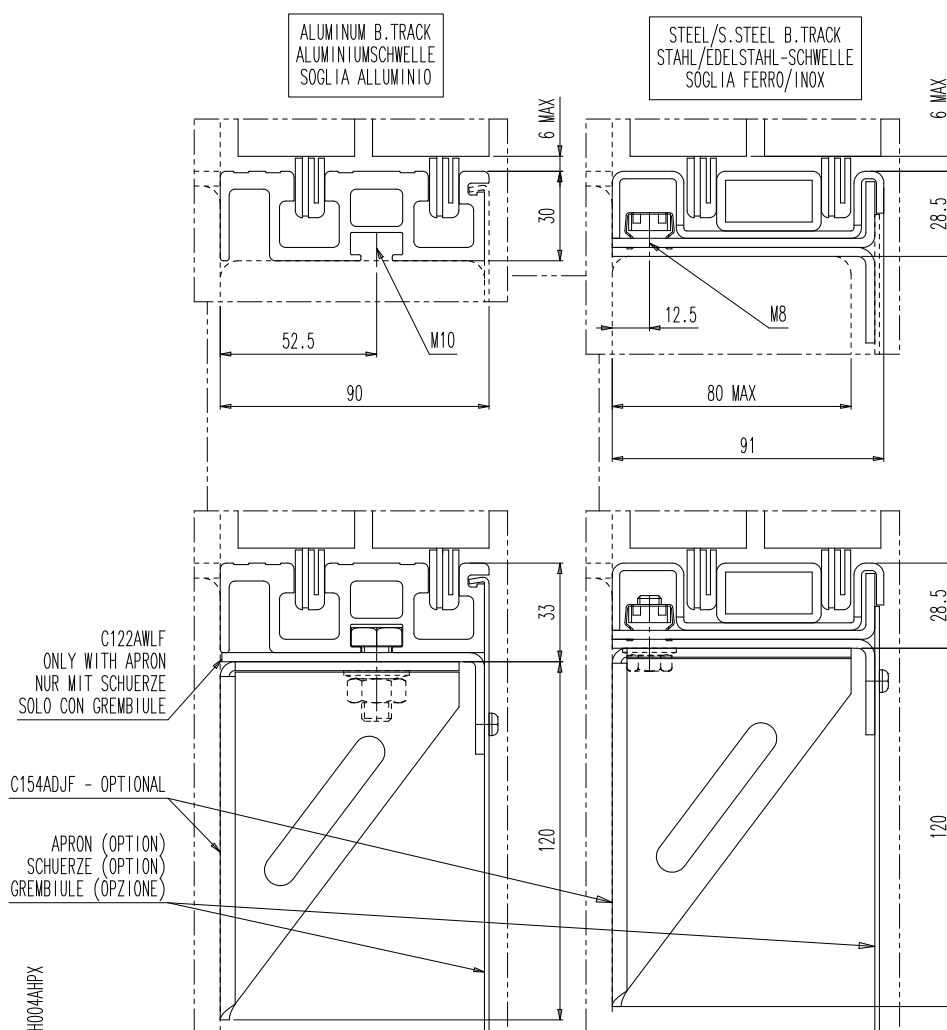 ALUMINUM B.TRACK
ALUMINIUMSCHWELLE
SOGLIA ALLUMINIO
STEEL/S.STEEL B.TRACK
STAHL/EDELSTAHL-SCHWELLE
SOGLIA FERRO/INOX
6 MAX
6 MAX
30
28.5
52.5
M10
12.5
M8
90
80 MAX
91
33
28.5
C122AWLF
ONLY WITH APRON
NUR MIT SCHUERZE
SOLO CON GREMBIULE
C154ADJF - OPTIONAL
APRON (OPTION)
SCHUERZE (OPTION)
GREMBIULE (OPZIONE)
120
120
H004AHPX